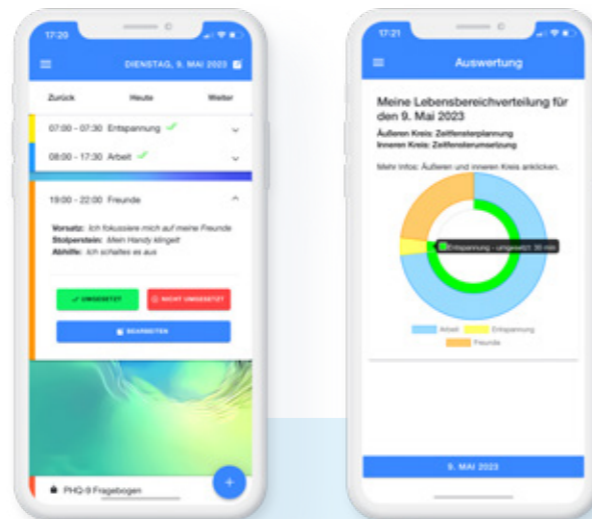 17:20
DIENSTAG, 9. MAI 2023
Zurück Heute Weiter
07:00 - 07:30 Entspannung
08:00 - 17:30 Arbeit
19:00 - 22:00 Freunde
Vorsatz: Ich fokussiere mich auf meine Freunde
Stolperstein: Mein Handy klingelt
Abhilfe: Ich schaltes es aus
UMGESETZT NICHT UMGESETZT
BEARBEITEN
PHQ-9 Fragebogen
+
17:21
Auswertung
Meine Lebensbereichverteilung für
den 9. Mai 2023
Äußeren Kreis: Zeitfensterplannung
Inneren Kreis: Zeitfensterumsetzung
Mehr Infos: Äußeren und inneren Kreis anklicken.
Entspannung - umgesetzt: 30 min
Arbeit Entspannung
Freunde
9. MAI 2023